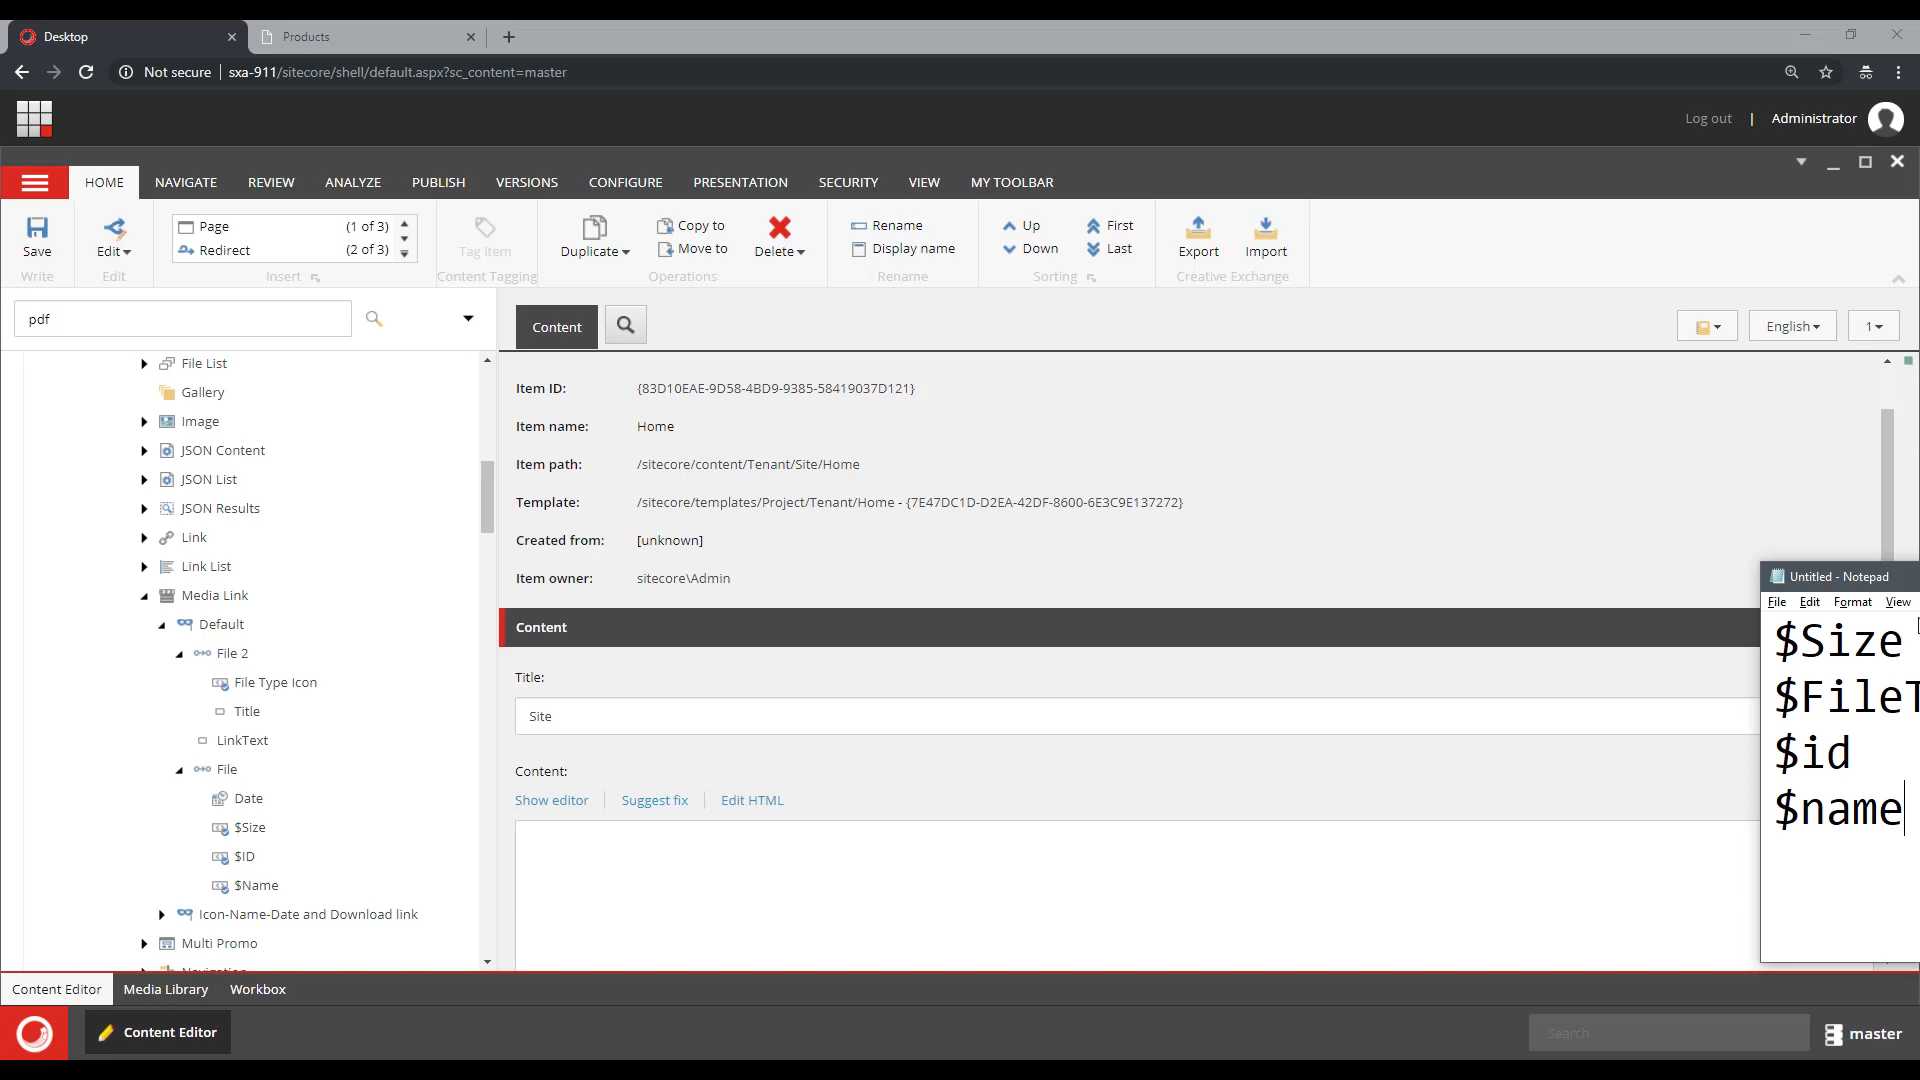 Desktop
Products
Not secure
sxa-911/sitecore/shell/default.aspx?sc_content=master
Log out | Administrator
HOME NAVIGATE REVIEW ANALYZE PUBLISH VERSIONS CONFIGURE PRESENTATION SECURITY VIEW MY TOOLBAR
Save
Write
Edit
Edit
Page (1 of 3)
Redirect (2 of 3)
Insert
Tag item
Content Tagging
Duplicate
Copy to
Move to
Delete
Operations
Rename
Display name
Rename
Up
Down
First
Last
Sorting
Export
Import
Creative Exchange
pdf
File List
Gallery
Image
JSON Content
JSON List
JSON Results
Link
Link List
Media Link
Default
File 2
File Type Icon
Title
LinkText
File
Date
$Size
$ID
$Name
Icon-Name-Date and Download link
Multi Promo
Navigation
Content
English
1
Item ID: {83D10EAE-9D58-4BD9-9385-58419037D121}
Item name: Home
Item path: /sitecore/content/Tenant/Site/Home
Template: /sitecore/templates/Project/Tenant/Home - {7E47DC1D-D2EA-42DF-8600-6E3C9E137272}
Created from: [unknown]
Item owner: sitecore\Admin
Content
Title:
Site
Content:
Show editor
Suggest fix
Edit HTML
Untitled - Notepad
File Edit Format View
$Size
$FileT
$id
$name
Content Editor Media Library Workbox
Content Editor
Search
master